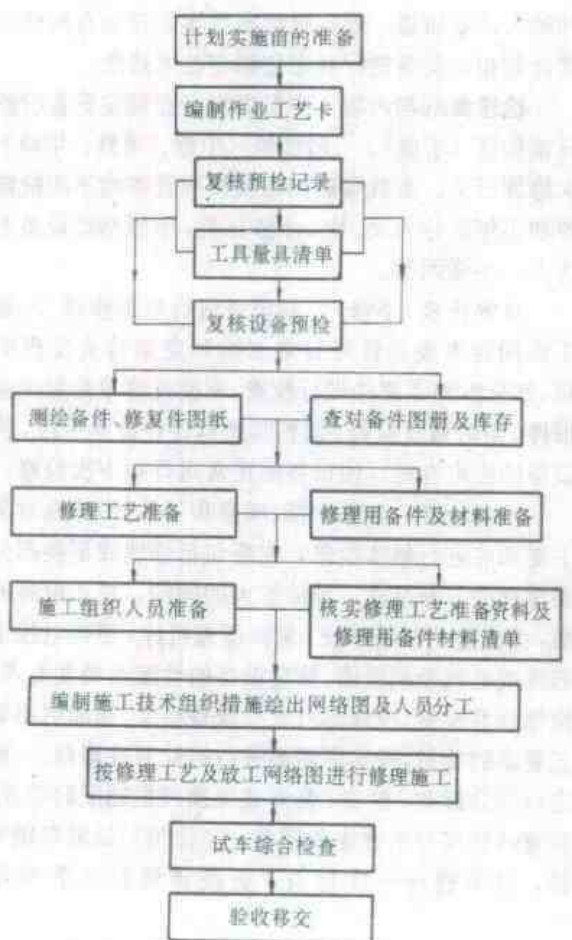 计划实施前的准备
编制作业工艺卡
复核预检记录
工具量具清单
复核设备预检
测绘备件、修复件图纸
查对备件图册及库存
修理工艺准备
修理用备件及材料准备
施工组织人员准备
核实修理工艺准备资料及
修理用备件材料清单
编制施工技术组织措施绘出网络图及人员分工
按修理工艺及放工网络图进行修理施工
试车综合检查
验收移交